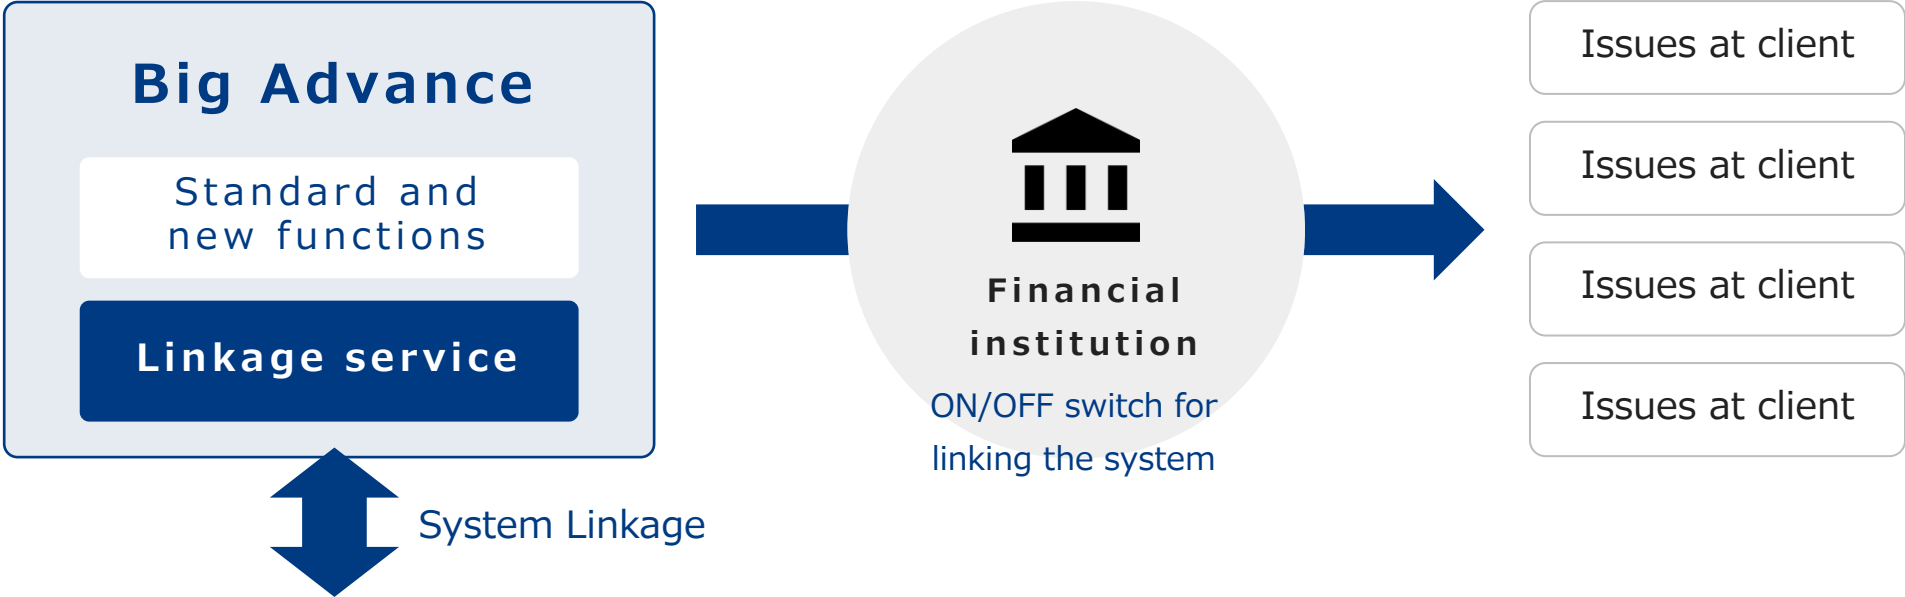 Big Advance
Standard and
new functions
Linkage service
System Linkage
Financial
institution
ON/OFF switch for
linking the system
Issues at client
Issues at client
Issues at client
Issues at client